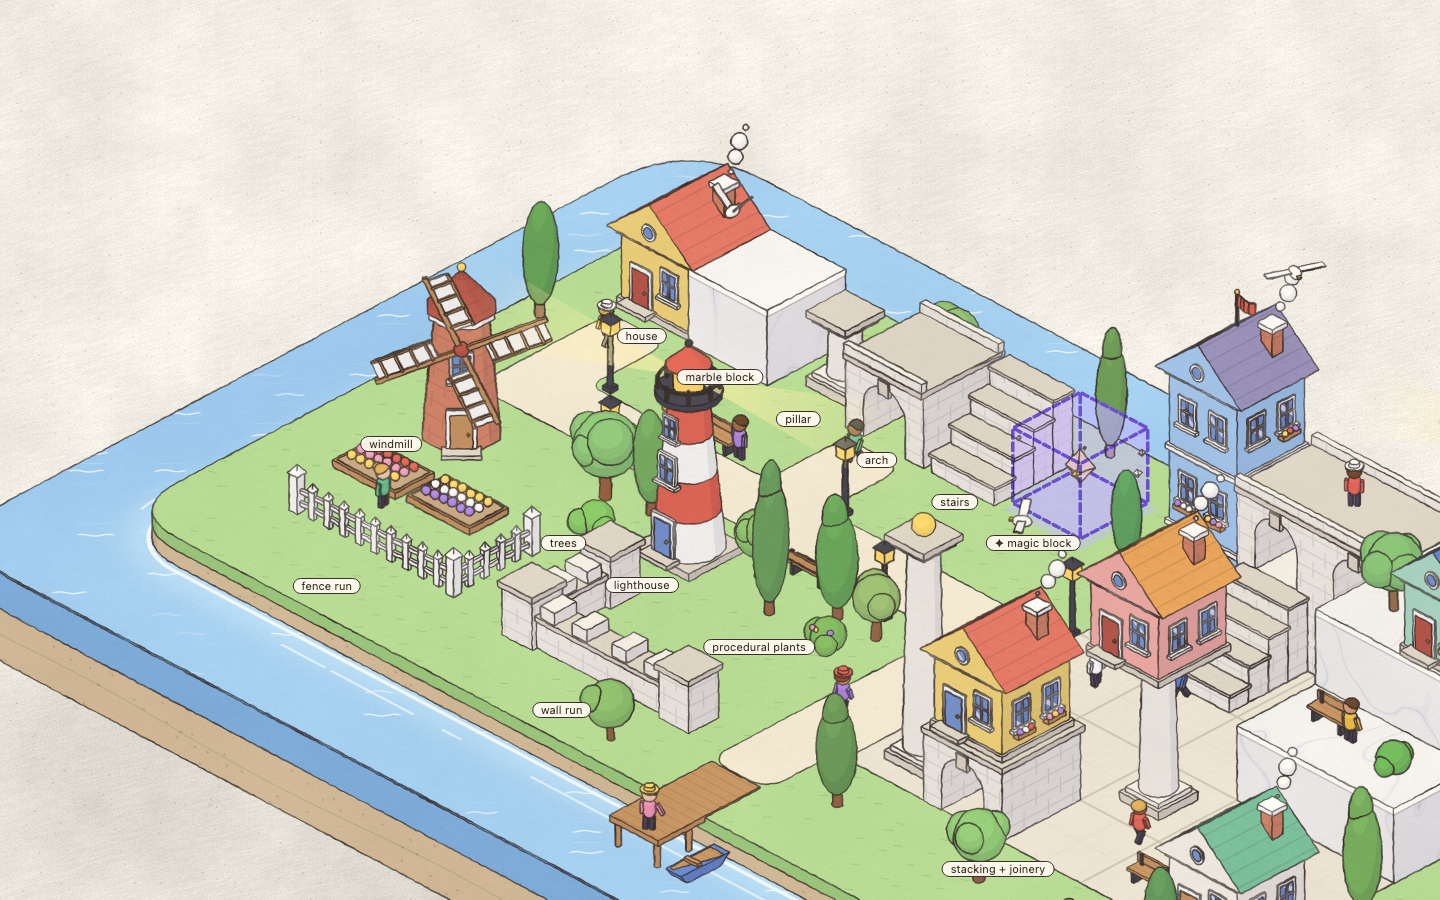 house
marble block
pillar
windmill
arch
stairs
trees
✦ magic block
fence run
lighthouse
procedural plants
wall run
stacking + joinery